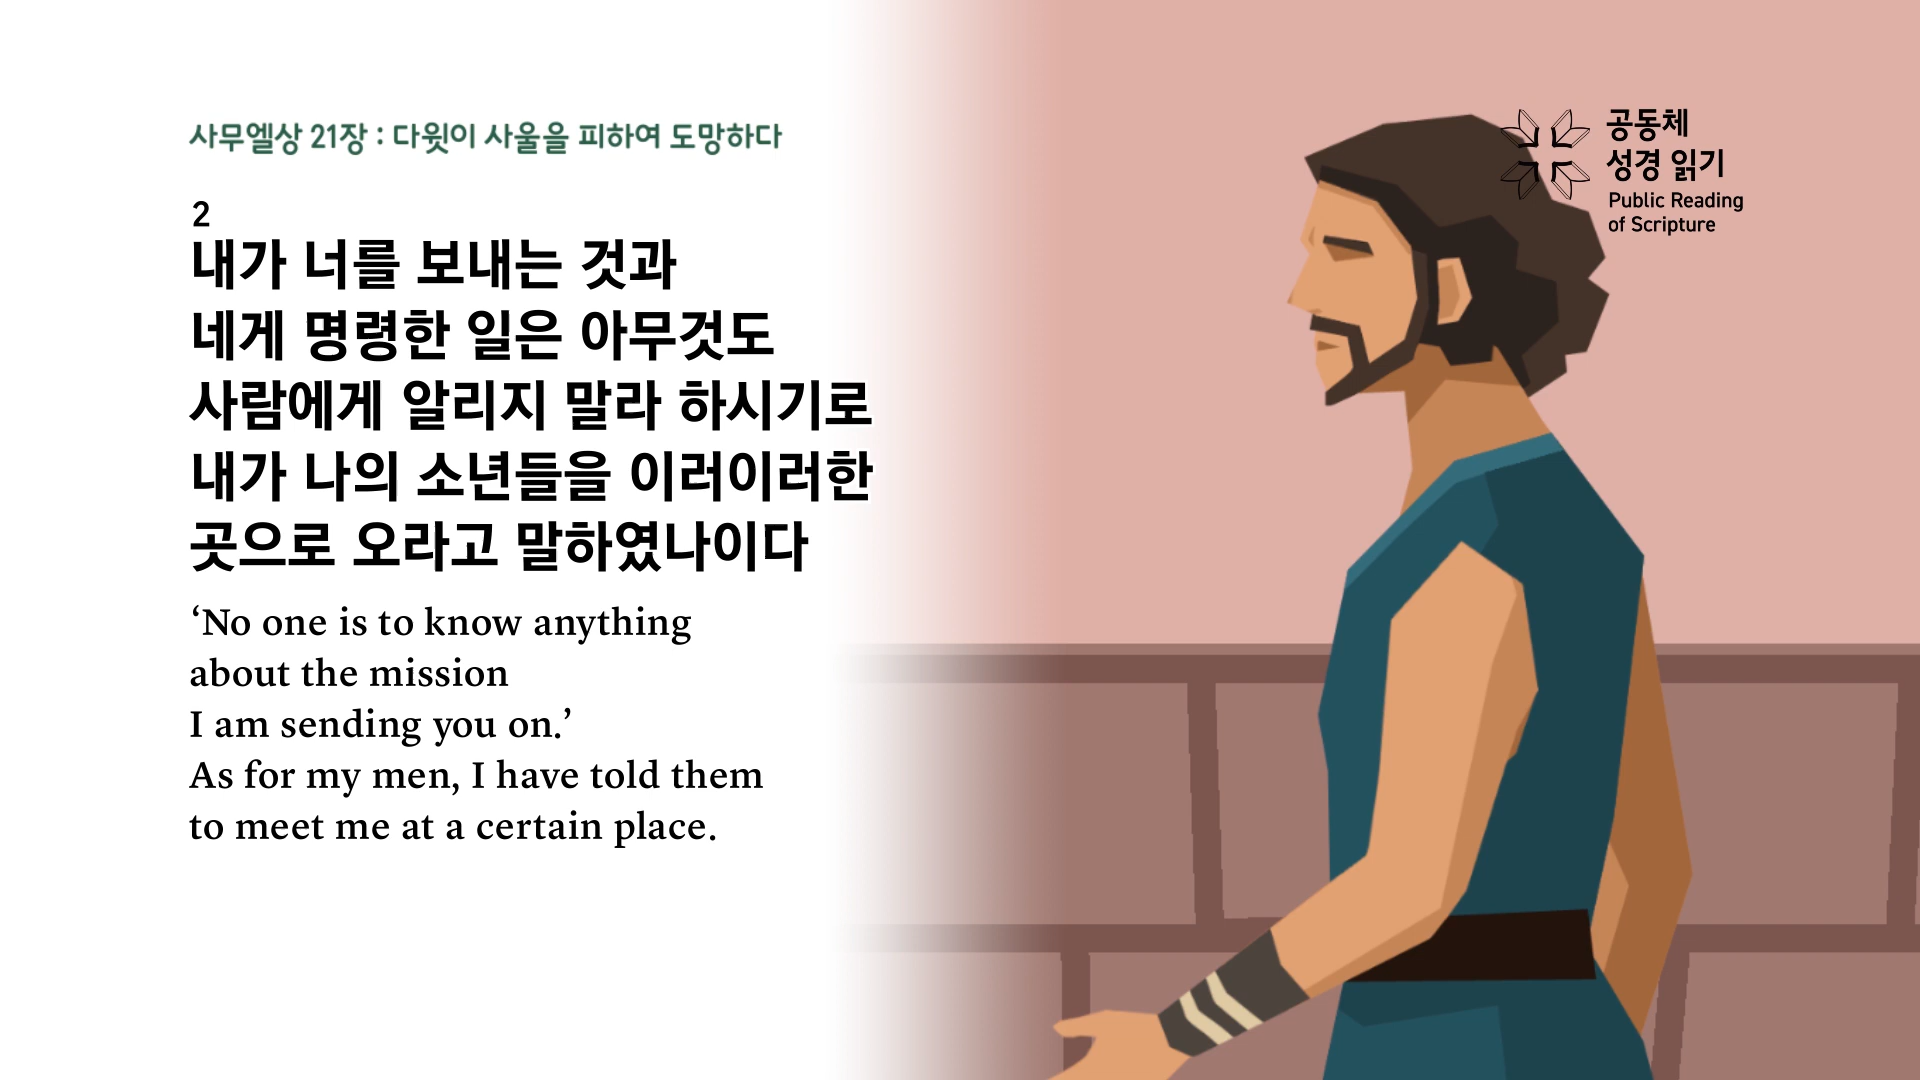 사무엘상 21장 : 다윗이 사울을 피하여 도망하다
공동체
성경 읽기
Public Reading
of Scripture
2
내가 너를 보내는 것과
네게 명령한 일은 아무것도
사람에게 알리지 말라 하시기로
내가 나의 소년들을 이러이러한
곳으로 오라고 말하였나이다
‘No one is to know anything
about the mission
I am sending you on.’
As for my men, I have told them
to meet me at a certain place.